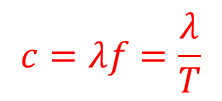 c = λf = λ/T